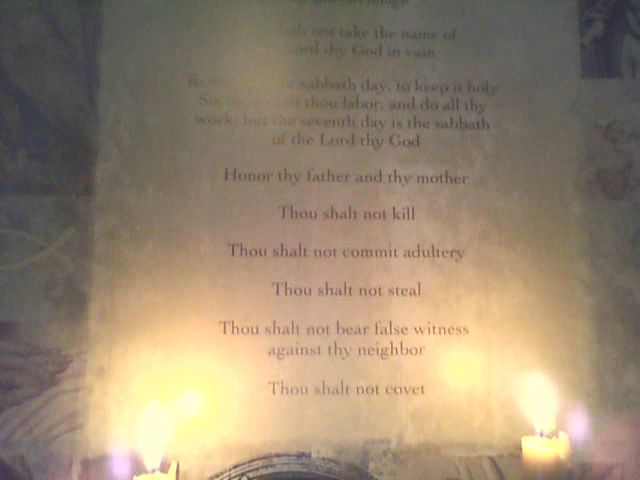 shalt not take the name of
Lord thy God in vain
sabbath day, to keep it holy
thou labor, and do all thy
work: but the seventh day is the sabbath
of the Lord thy God
Honor thy father and thy mother
Thou shalt not kill
Thou shalt not commit adultery
Thou shalt not steal
Thou shalt not bear false witness
against thy neighbor
Thou shalt not covet